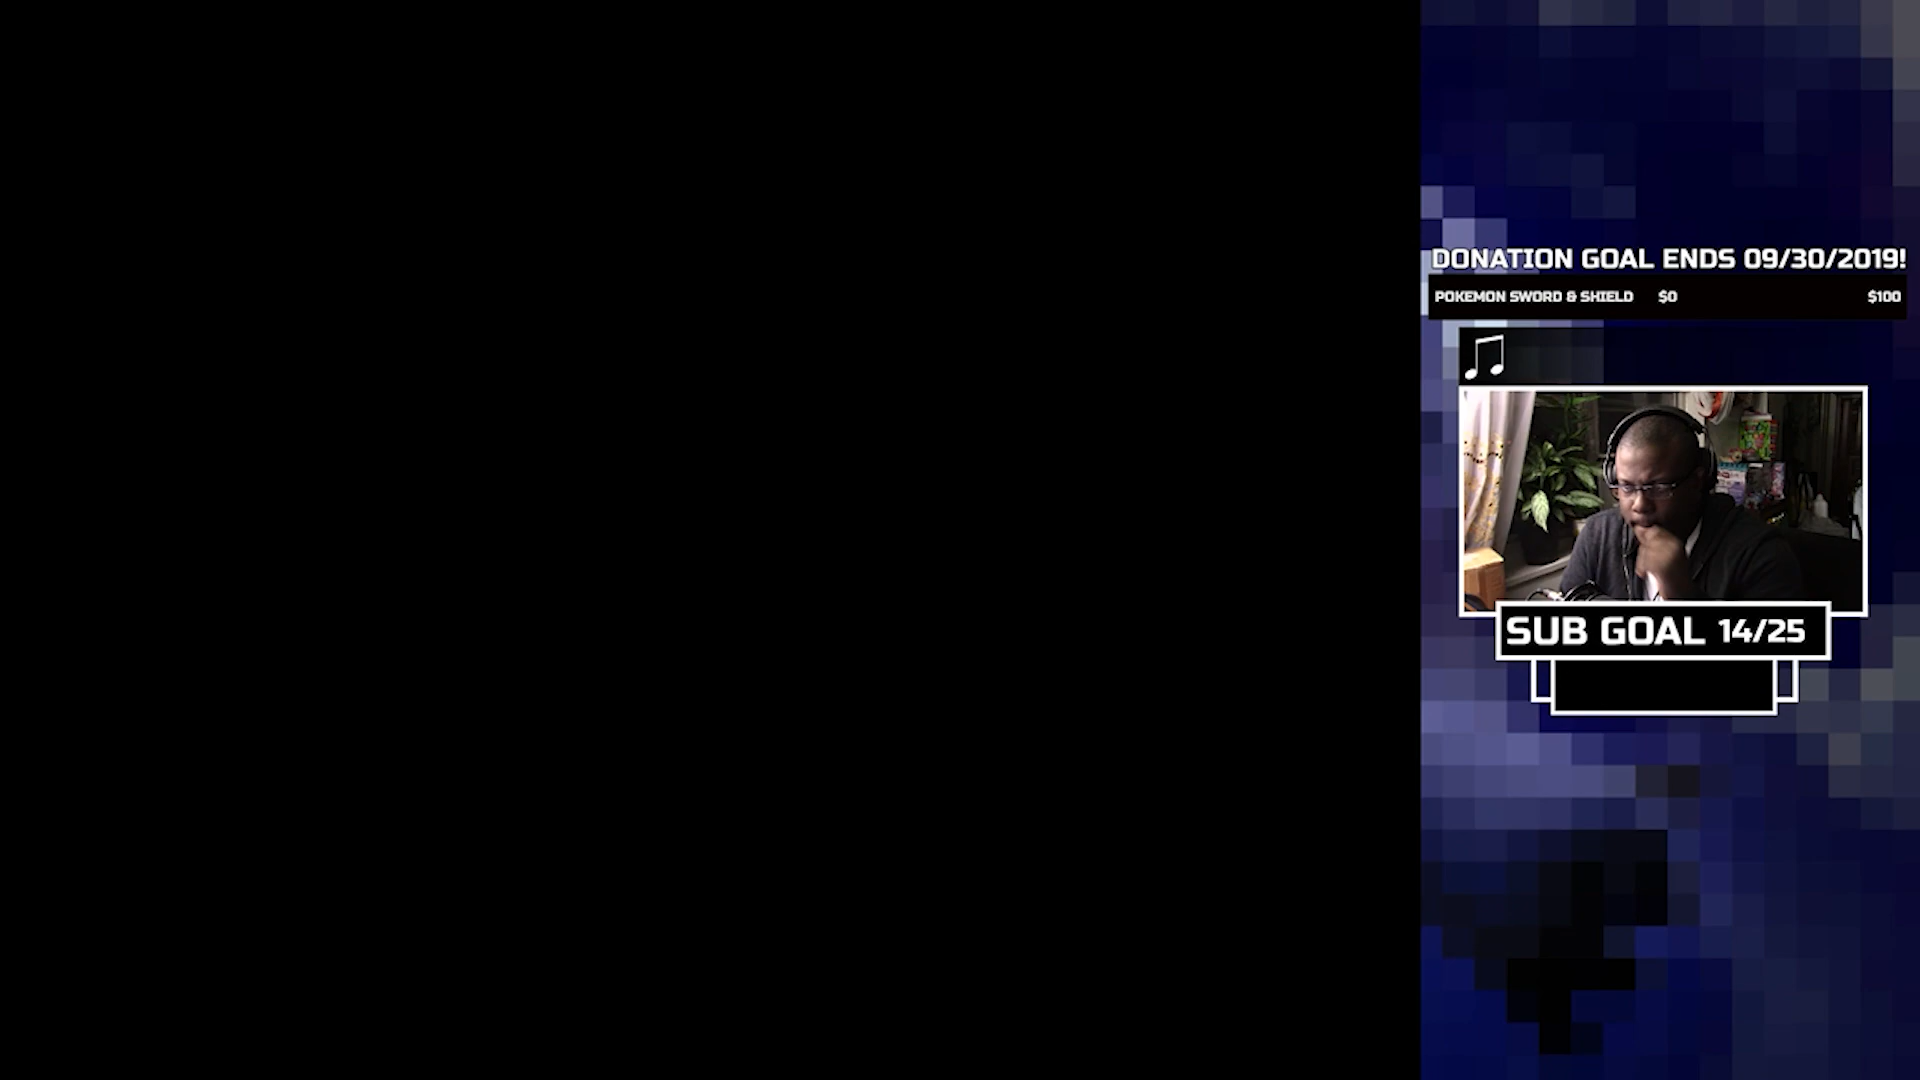 DONATION GOAL ENDS 09/30/2019!
POKEMON SWORD & SHIELD $0 $100
SUB GOAL 14/25